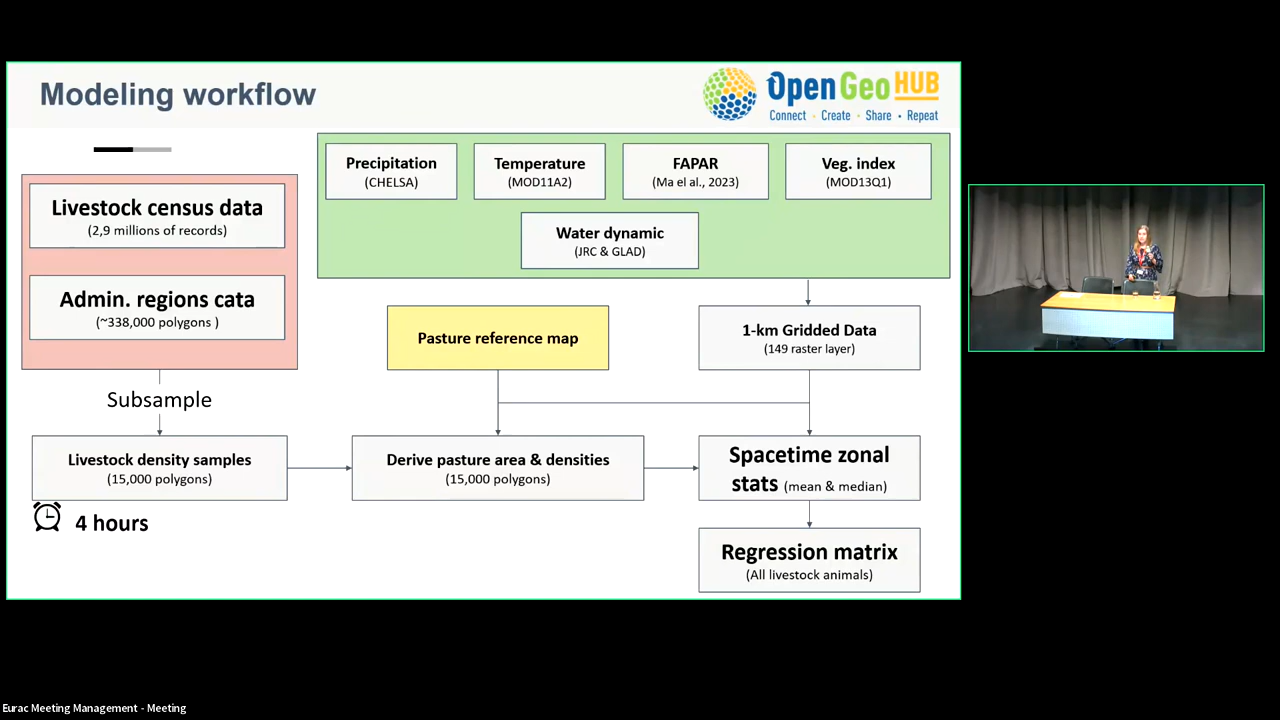 Modeling workflow
Open Geo HUB
Connect • Create • Share • Repeat
Livestock census data
(2,9 millions of records)
Admin. regions cata
(~338,000 polygons )
Subsample
Livestock density samples
(15,000 polygons)
4 hours
Precipitation
(CHELSA)
Temperature
(MOD11A2)
FAPAR
(Ma el al., 2023)
Veg. index
(MOD13Q1)
Water dynamic
(JRC & GLAD)
Pasture reference map
1-km Gridded Data
(149 raster layer)
Derive pasture area & densities
(15,000 polygons)
Spacetime zonal
stats (mean & median)
Regression matrix
(All livestock animals)
Eurac Meeting Management - Meeting